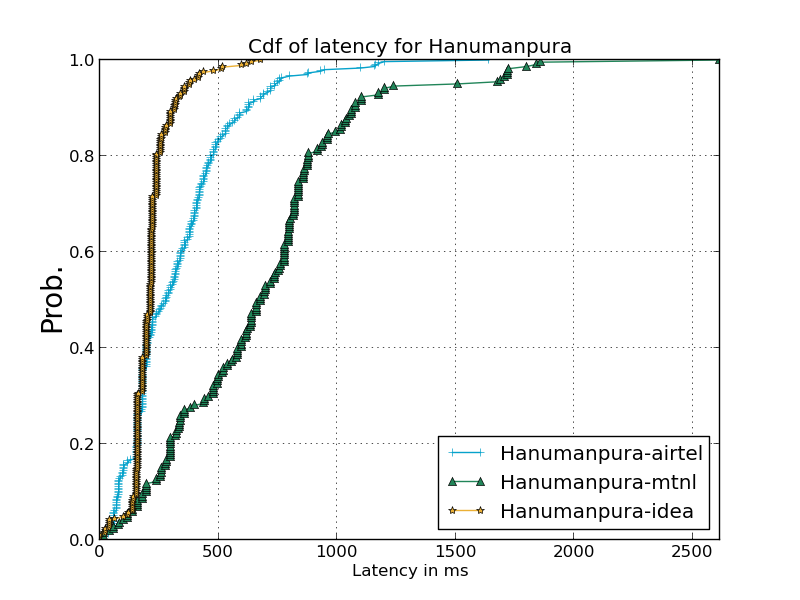 Cdf of latency for Hanumanpura
1.0
0.8
0.6
0.4
0.2
0.0
Prob.
Hanumanpura-airtel
Hanumanpura-mtnl
Hanumanpura-idea
0 500 1000 1500 2000 2500
Latency in ms